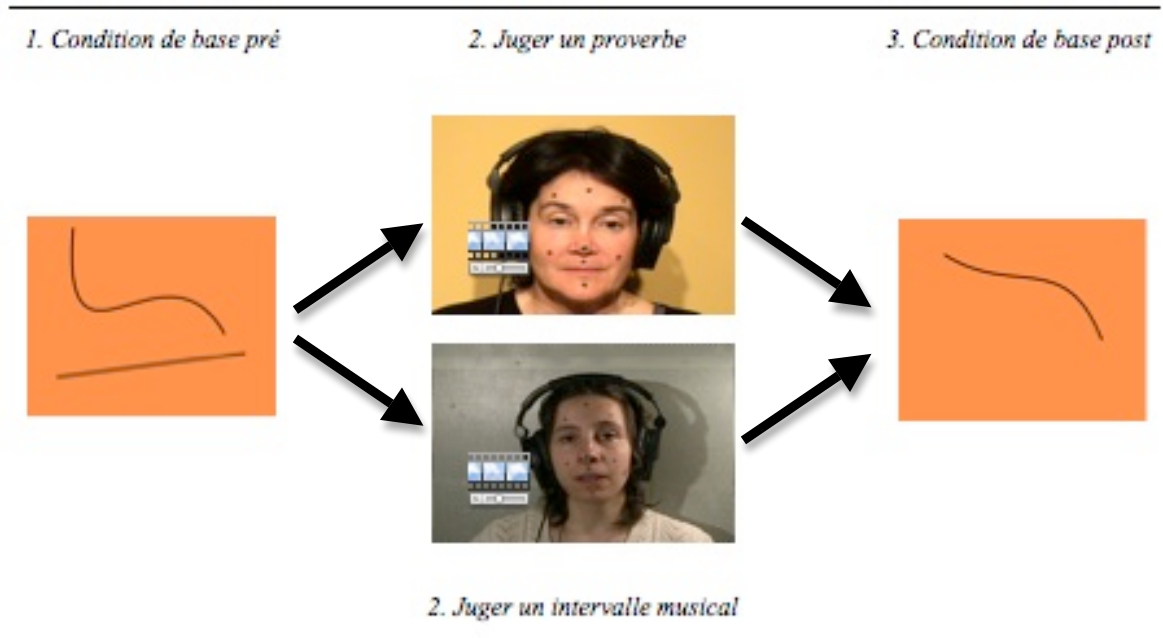 1. Condition de base pré
2. Juger un proverbe
3. Condition de base post
2. Juger un intervalle musical